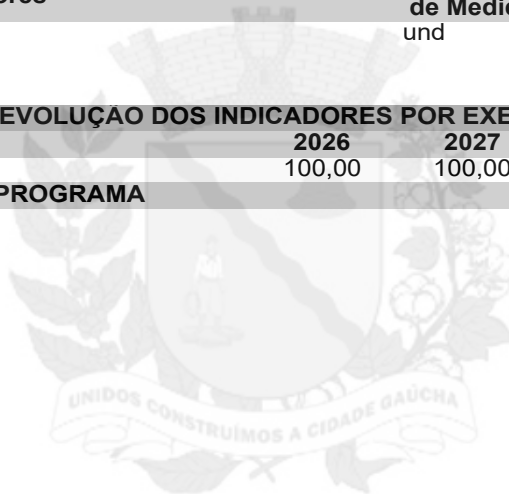 de Medi
und
EVOLUÇÃO DOS INDICADORES POR EXE
2026 2027
100,00 100,00
PROGRAMA
UNIDOS CONSTRUÍMOS A CIDADE GAÚCHA